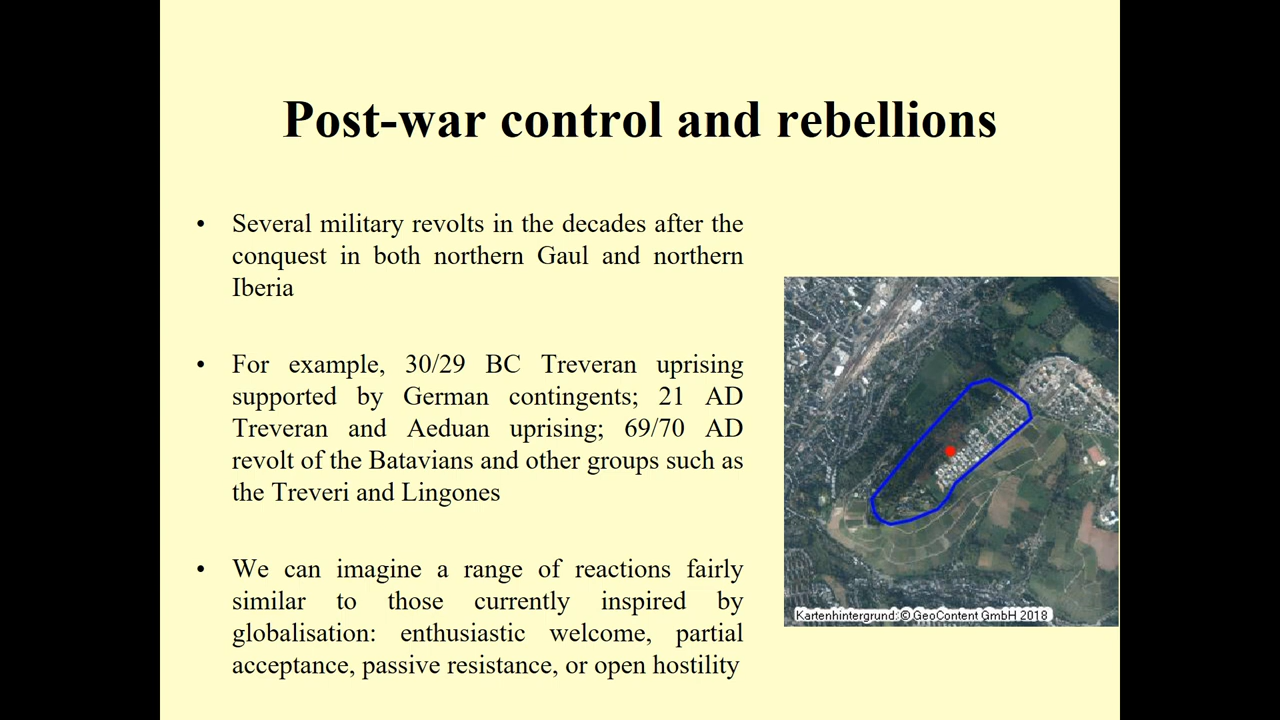 Post-war control and rebellions
• Several military revolts in the decades after the
conquest in both northern Gaul and northern
Iberia
• For example, 30/29 BC Treveran uprising
supported by German contingents; 21 AD
Treveran and Aeduan uprising; 69/70 AD
revolt of the Batavians and other groups such as
the Treveri and Lingones
• We can imagine a range of reactions fairly
similar to those currently inspired by
globalisation: enthusiastic welcome, partial
acceptance, passive resistance, or open hostility
Kartenhintergrund: © GeoContent GmbH 2018